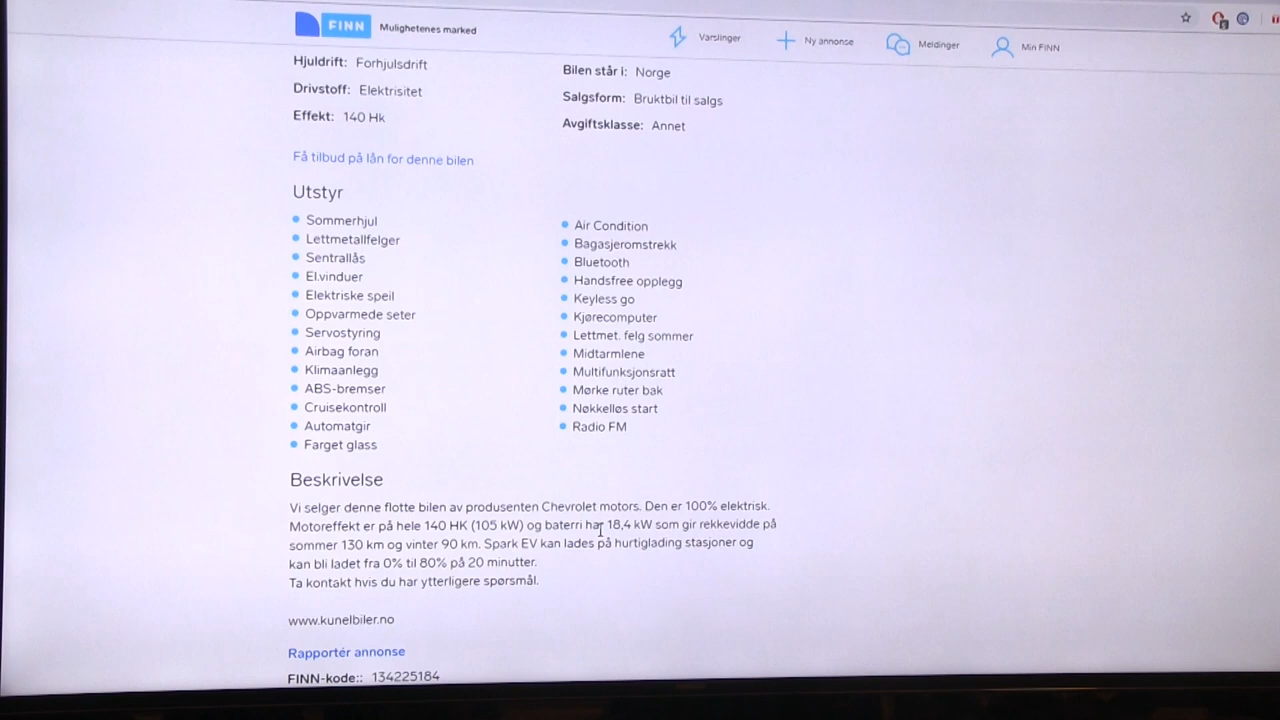 FINN Mulighetenes marked
Varslinger
Ny annonse
Meldinger
Min FINN
Hjuldrift: Forhjulsdrift
Drivstoff: Elektrisitet
Effekt: 140 Hk
Bilen står i: Norge
Salgsform: Bruktbil til salgs
Avgiftsklasse: Annet
Få tilbud på lån for denne bilen
Utstyr
Sommerhjul
Lettmetallfelger
Sentrallås
El.vinduer
Elektriske speil
Oppvarmede seter
Servostyring
Airbag foran
Klimaanlegg
ABS-bremser
Cruisekontroll
Automatgir
Farget glass
Air Condition
Bagasjeromstrekk
Bluetooth
Handsfree opplegg
Keyless go
Kjørecomputer
Lettmet. felg sommer
Midtarmlene
Multifunksjonsratt
Mørke ruter bak
Nøkkelløs start
Radio FM
Beskrivelse
Vi selger denne flotte bilen av produsenten Chevrolet motors. Den er 100% elektrisk.
Motoreffekt er på hele 140 HK (105 kW) og baterri har 18,4 kW som gir rekkevidde på
sommer 130 km og vinter 90 km. Spark EV kan lades på hurtiglading stasjoner og
kan bli ladet fra 0% til 80% på 20 minutter.
Ta kontakt hvis du har ytterligere spørsmål.
www.kunelbiler.no
Rapportér annonse
FINN-kode:: 134225184